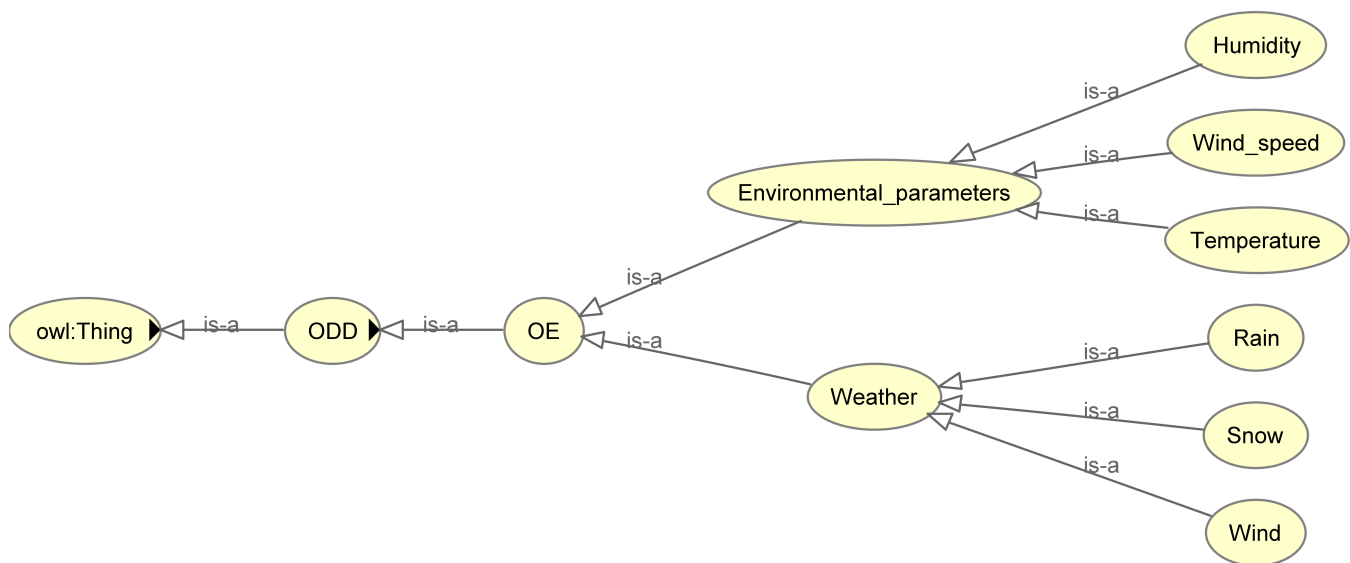 Humidity
is-a
Wind_speed
is-a
Environmental_parameters
is-a
Temperature
is-a
owl:Thing
is-a
ODD
is-a
OE
is-a
Weather
is-a
Rain
is-a
Snow
is-a
Wind